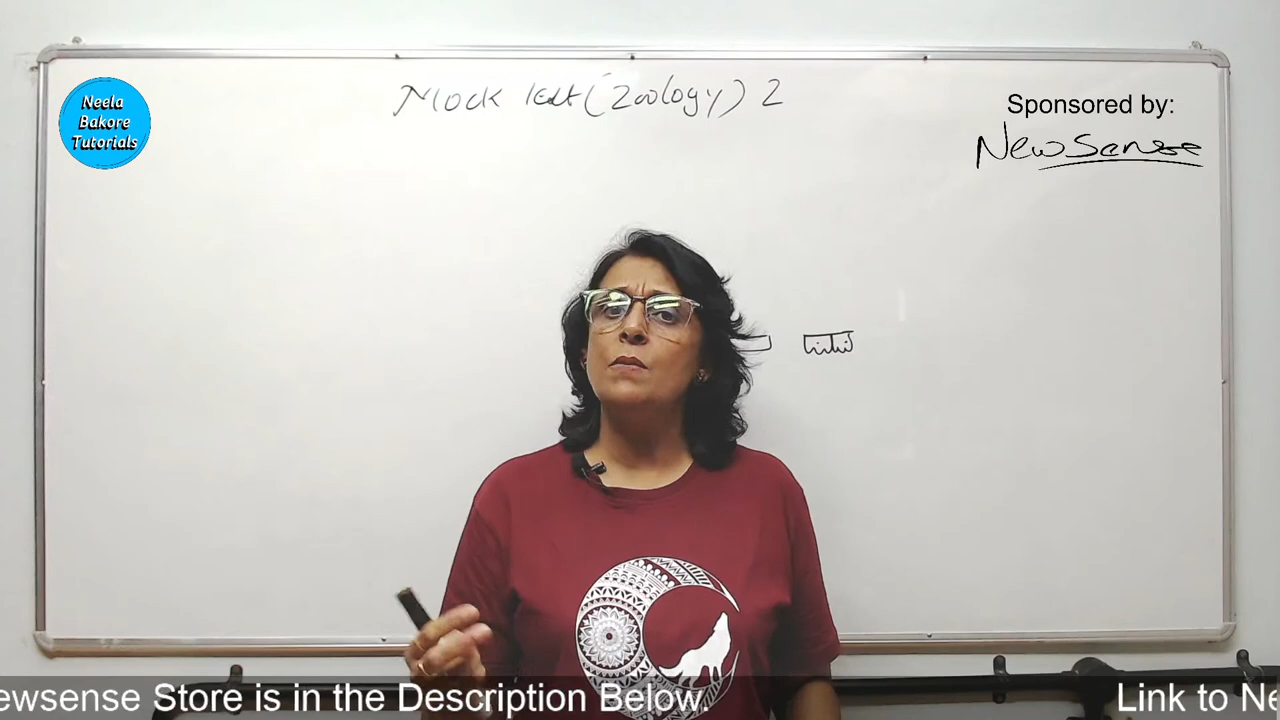 Mock test (Zoology) 2
Neela
Bakore
Tutorials
Sponsored by:
NewSense
ewsense Store is in the Description Below.
Link to Ne